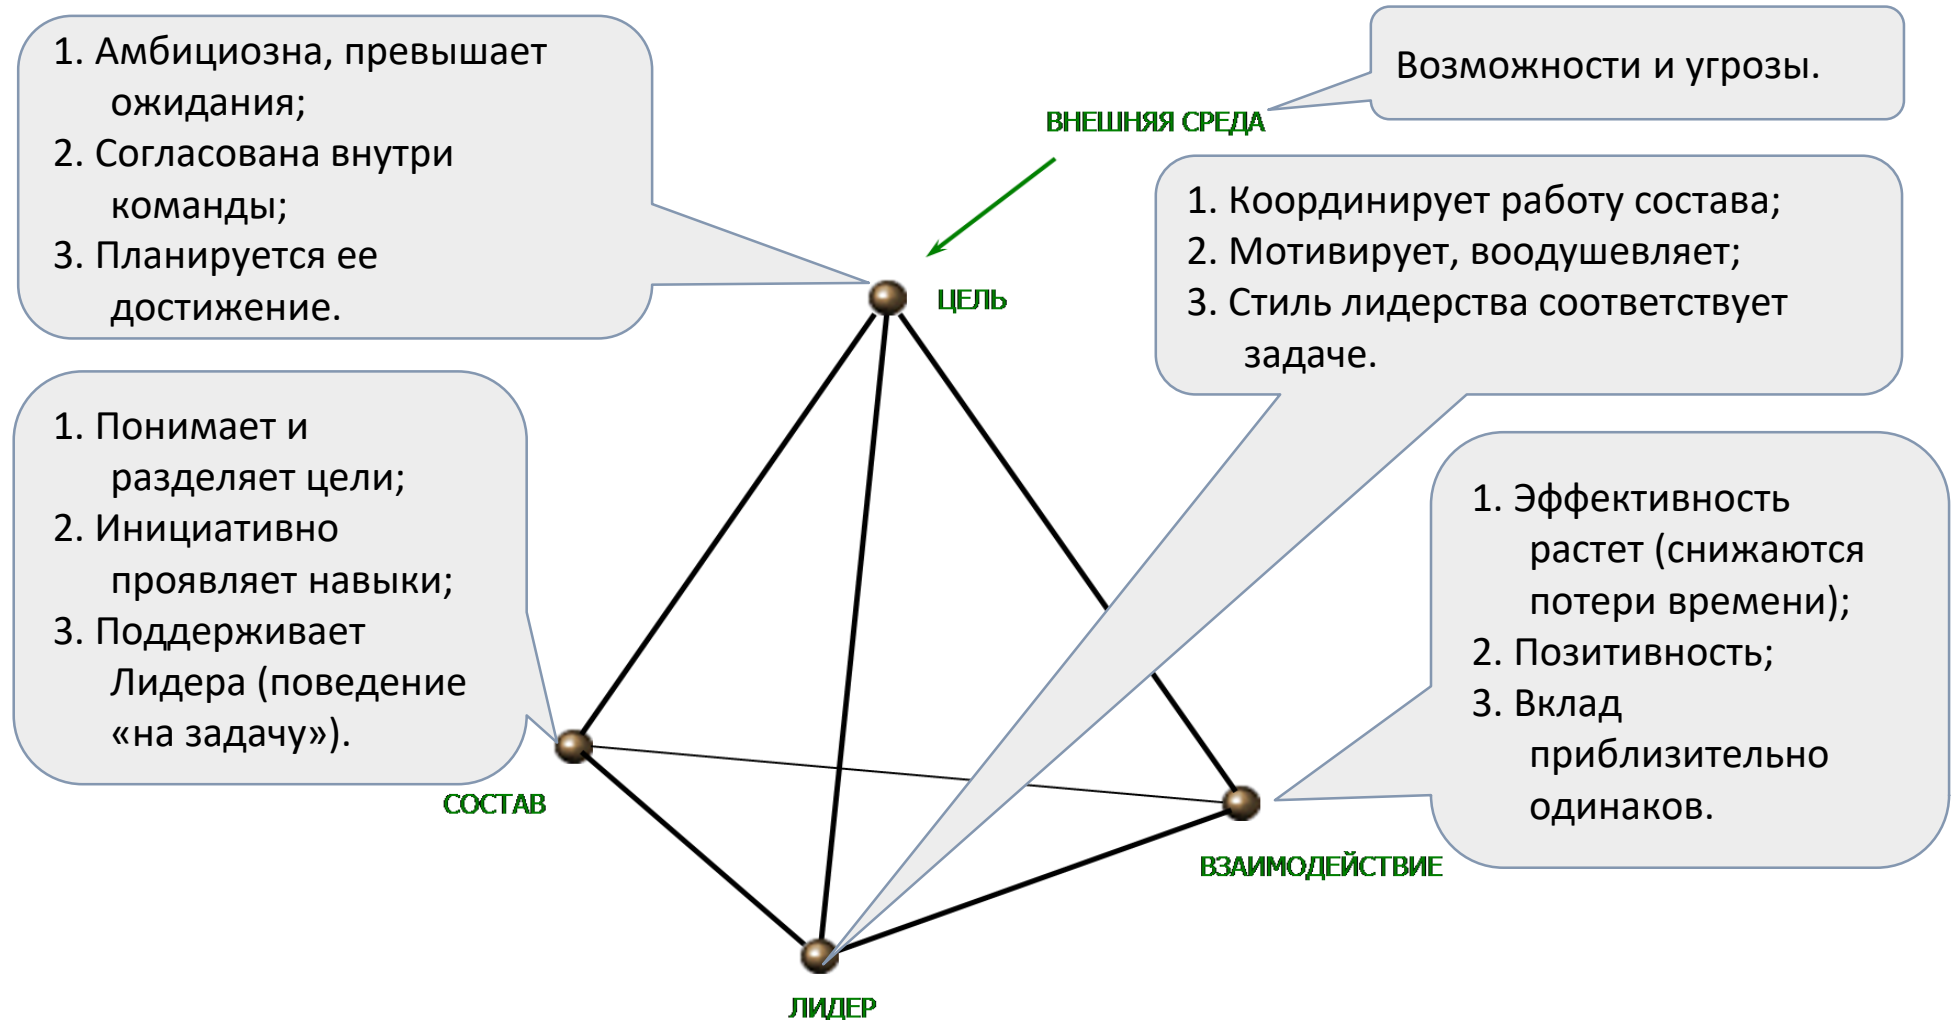 1. Амбициозна, превышает
ожидания;
2. Согласована внутри
команды;
3. Планируется ее
достижение.
Возможности и угрозы.
ВНЕШНЯЯ СРЕДА
1. Координирует работу состава;
2. Мотивирует, воодушевляет;
3. Стиль лидерства соответствует
задаче.
ЦЕЛЬ
1. Понимает и
разделяет цели;
2. Инициативно
проявляет навыки;
3. Поддерживает
Лидера (поведение
«на задачу»).
1. Эффективность
растет (снижаются
потери времени);
2. Позитивность;
3. Вклад
приблизительно
одинаков.
СОСТАВ
ВЗАИМОДЕЙСТВИЕ
ЛИДЕР